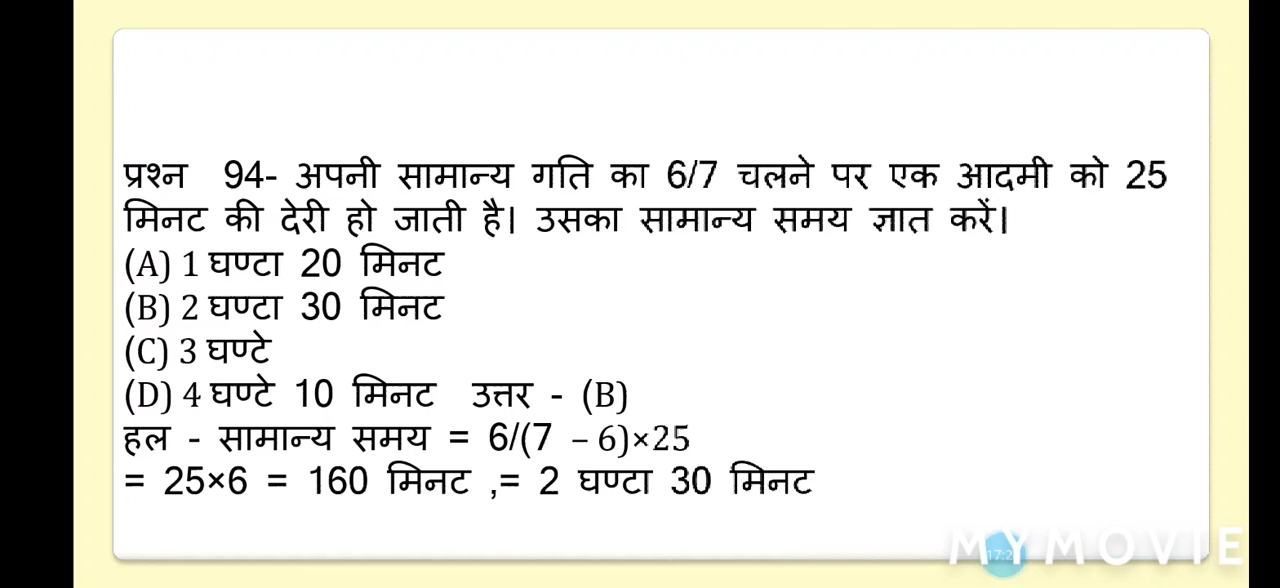 प्रश्न 94- अपनी सामान्य गति का 6/7 चलने पर एक आदमी को 25
मिनट की देरी हो जाती है। उसका सामान्य समय ज्ञात करें।
(A) 1 घण्टा 20 मिनट
(B) 2 घण्टा 30 मिनट
(C) 3 घण्टे
(D) 4 घण्टे 10 मिनट उत्तर - (B)
हल - सामान्य समय = 6/(7 – 6)×25
= 25×6 = 160 मिनट ,= 2 घण्टा 30 मिनट
MYMOVIE